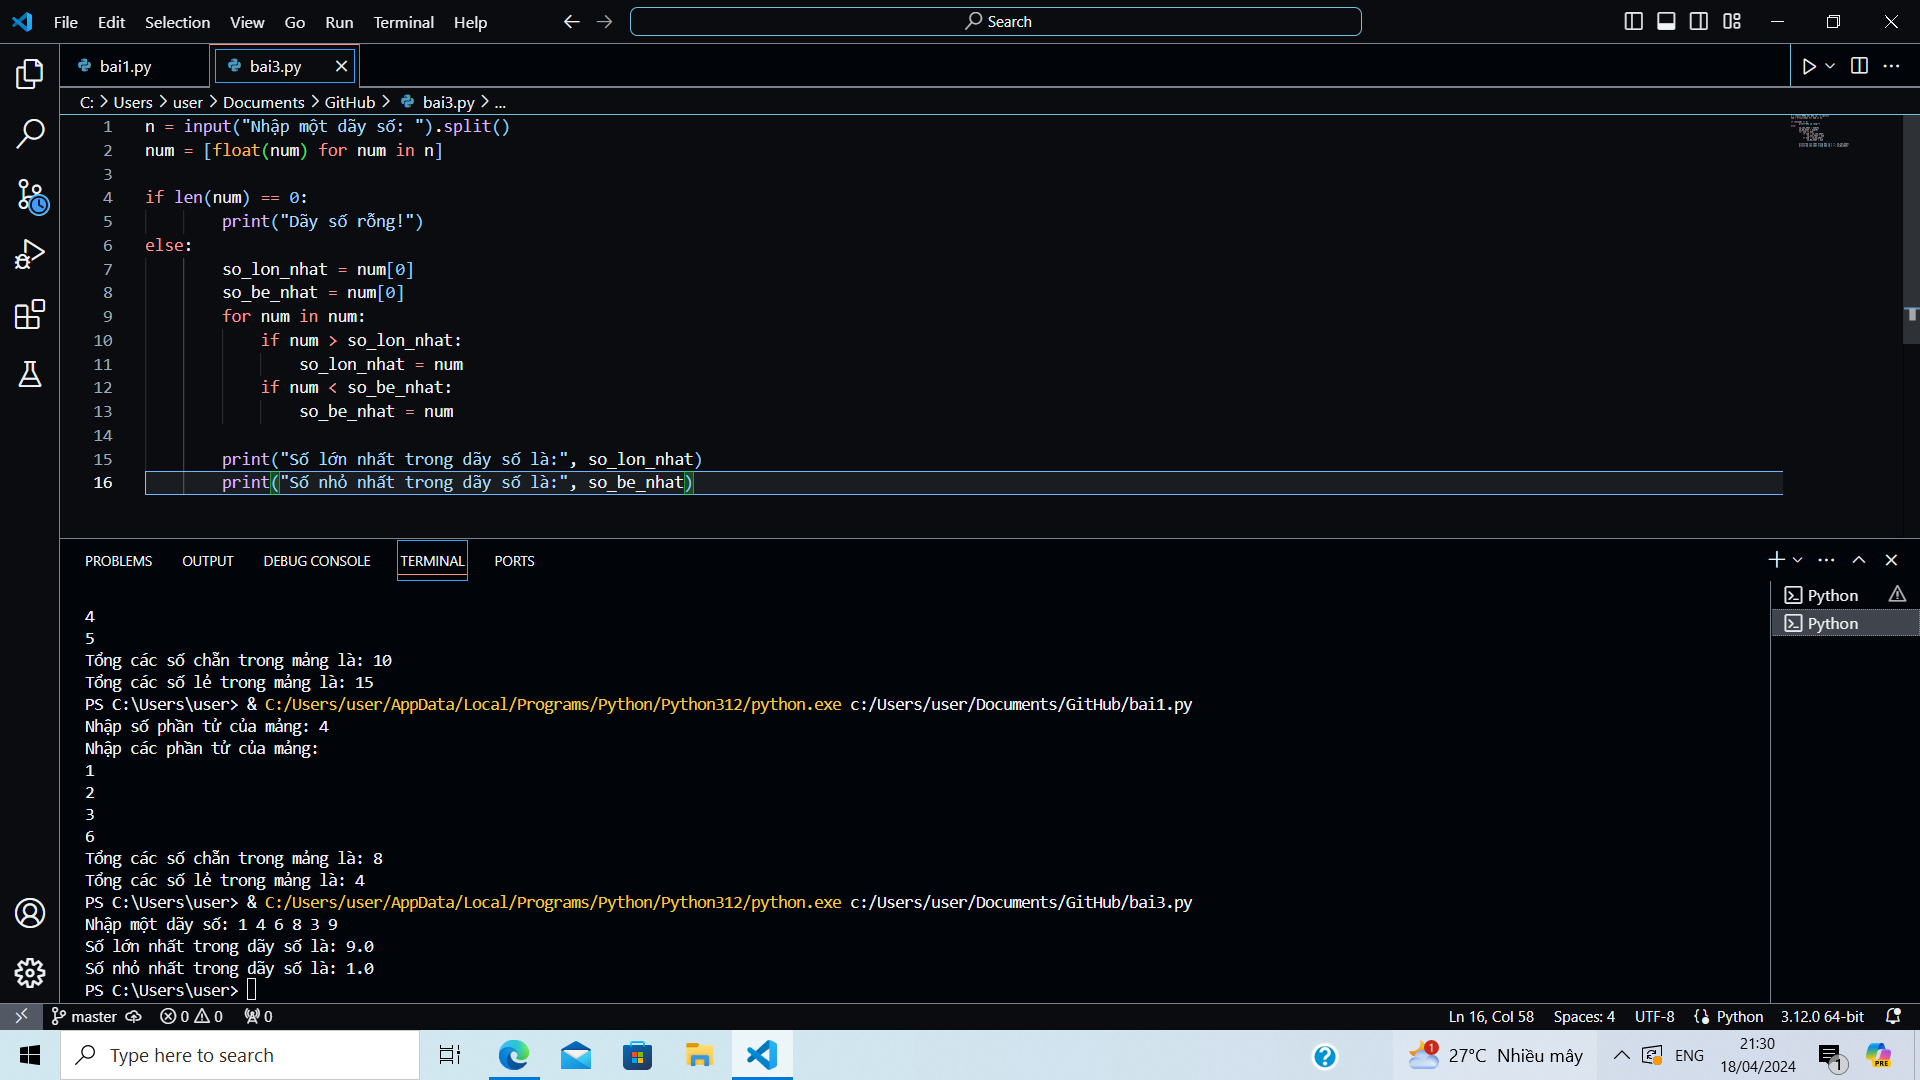 File Edit Selection View Go Run Terminal Help
Search
bai1.py
bai3.py
C: > Users > user > Documents > GitHub > bai3.py > ...
1 n = input("Nhập một dãy số: ").split()
2 num = [float(num) for num in n]
3
4 if len(num) == 0:
5 print("Dãy số rỗng!")
6 else:
7 so_lon_nhat = num[0]
8 so_be_nhat = num[0]
9 for num in num:
10 if num > so_lon_nhat:
11 so_lon_nhat = num
12 if num < so_be_nhat:
13 so_be_nhat = num
14
15 print("Số lớn nhất trong dãy số là:", so_lon_nhat)
16 print("Số nhỏ nhất trong dãy số là:", so_be_nhat)
PROBLEMS OUTPUT DEBUG CONSOLE TERMINAL PORTS
4
5
Tổng các số chẵn trong mảng là: 10
Tổng các số lẻ trong mảng là: 15
PS C:\Users\user> & C:/Users/user/AppData/Local/Programs/Python/Python312/python.exe c:/Users/user/Documents/GitHub/bai1.py
Nhập số phần tử của mảng: 4
Nhập các phần tử của mảng:
1
2
3
6
Tổng các số chẵn trong mảng là: 8
Tổng các số lẻ trong mảng là: 4
PS C:\Users\user> & C:/Users/user/AppData/Local/Programs/Python/Python312/python.exe c:/Users/user/Documents/GitHub/bai3.py
Nhập một dãy số: 1 4 6 8 3 9
Số lớn nhất trong dãy số là: 9.0
Số nhỏ nhất trong dãy số là: 1.0
PS C:\Users\user>
Python
Python
master 0 0 0
Ln 16, Col 58 Spaces: 4 UTF-8 Python 3.12.0 64-bit
Type here to search
1 27°C Nhiều mây ENG
21:30
18/04/2024
1
PRE